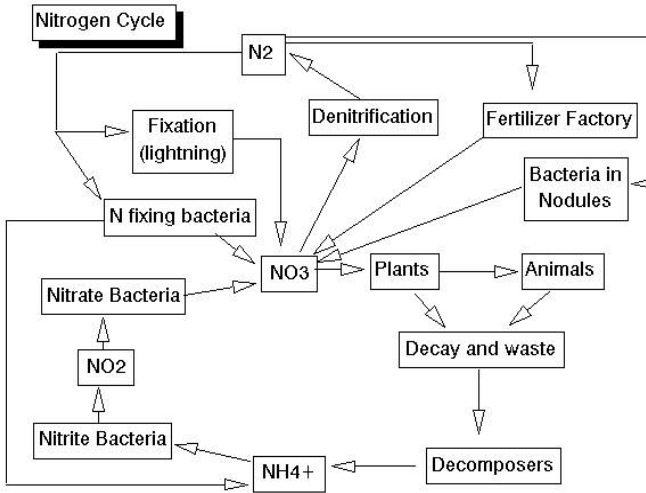 Nitrogen Cycle
N2
Fixation
(lightning)
Denitrification
Fertilizer Factory
Bacteria in
Nodules
N fixing bacteria
NO3
Plants
Animals
Nitrate Bacteria
Decay and waste
NO2
Nitrite Bacteria
NH4+
Decomposers